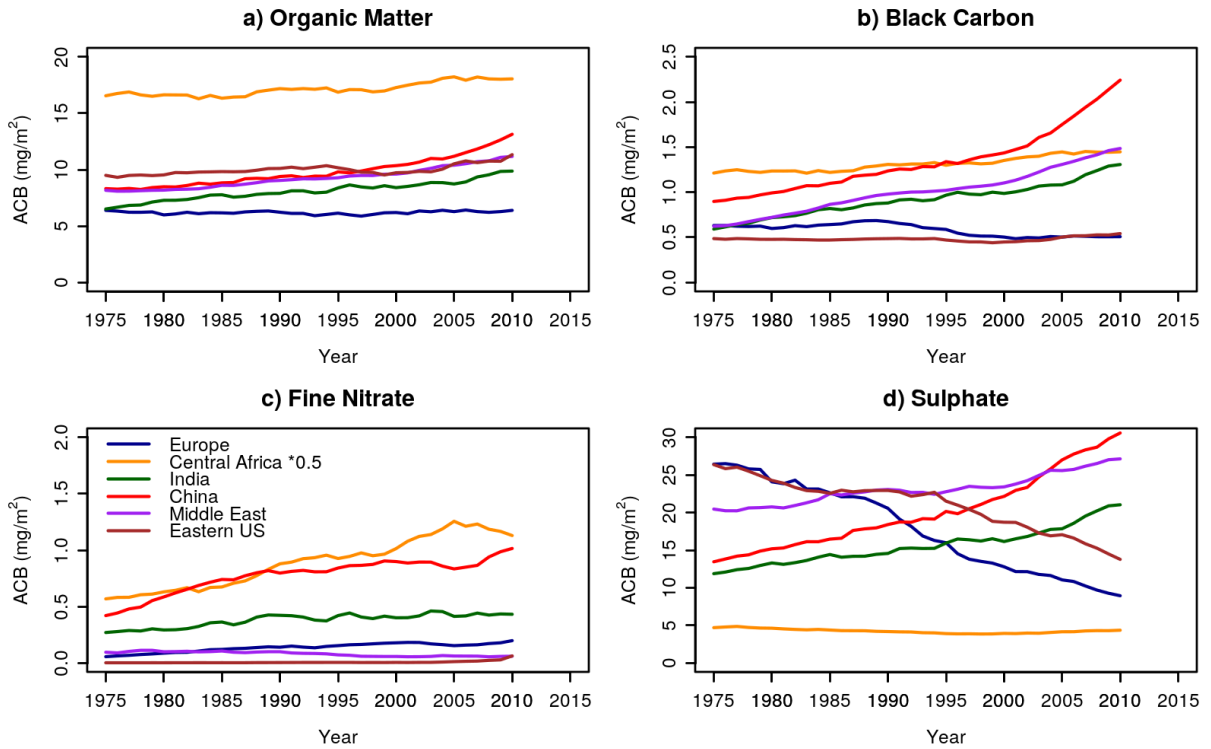 a) Organic Matter
ACB (mg/m²)
20
15
10
5
0
1975 1980 1985 1990 1995 2000 2005 2010 2015
Year
b) Black Carbon
ACB (mg/m²)
2.5
2.0
1.5
1.0
0.5
0.0
1975 1980 1985 1990 1995 2000 2005 2010 2015
Year
c) Fine Nitrate
ACB (mg/m²)
2.0
1.5
1.0
0.5
0.0
Europe
Central Africa *0.5
India
China
Middle East
Eastern US
1975 1980 1985 1990 1995 2000 2005 2010 2015
Year
d) Sulphate
ACB (mg/m²)
30
25
20
15
10
5
0
1975 1980 1985 1990 1995 2000 2005 2010 2015
Year